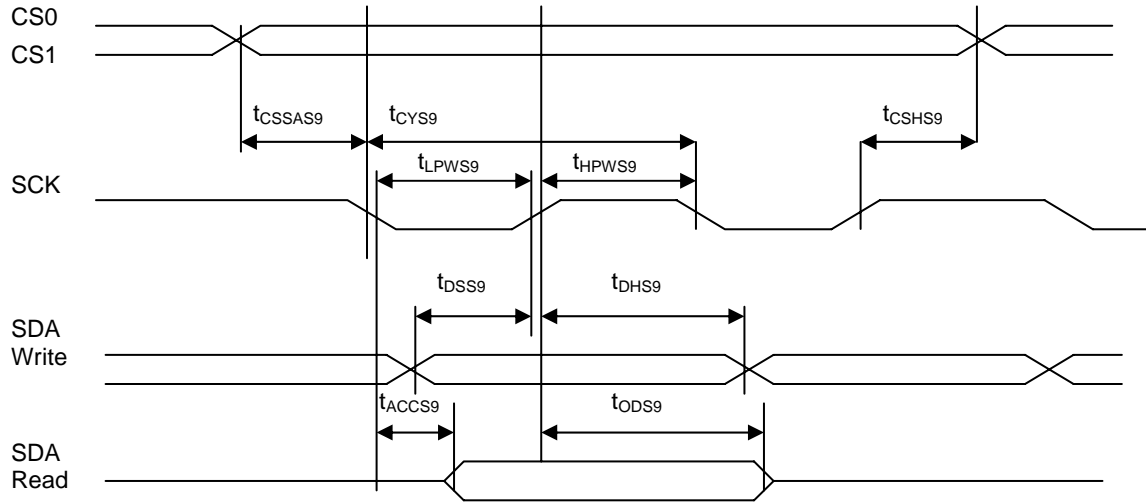 CS0
CS1
tCSSAS9
tCYS9
tCSHS9
tLPWS9
tHPWS9
SCK
tDSS9
tDHS9
SDA
Write
tACCS9
tODS9
SDA
Read